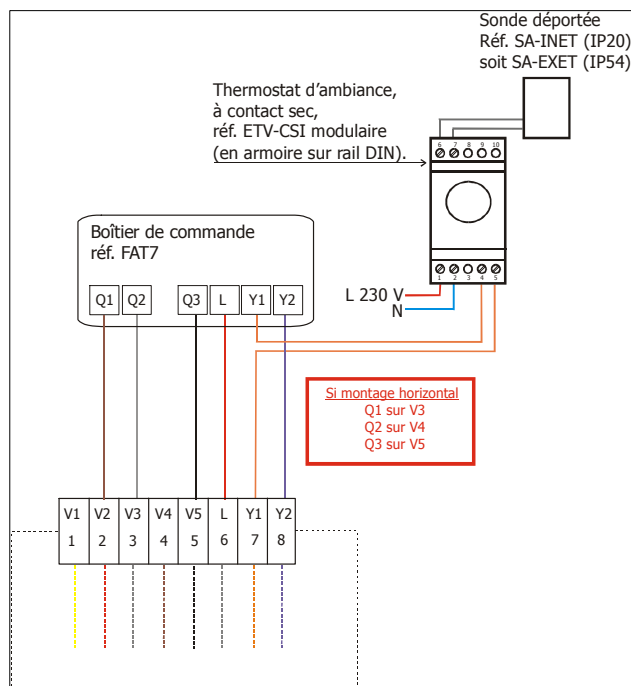 Sonde déportée
Réf. SA-INET (IP20)
soit SA-EXET (IP54)
Thermostat d'ambiance,
à contact sec,
réf. ETV-CSI modulaire
(en armoire sur rail DIN).
6 7 8 9 10
1 2 3 4 5
L 230 V
N
Boîtier de commande
réf. FAT7
Q1 Q2 Q3 L Y1 Y2
Si montage horizontal
Q1 sur V3
Q2 sur V4
Q3 sur V5
V1 V2 V3 V4 V5 L Y1 Y2
1 2 3 4 5 6 7 8